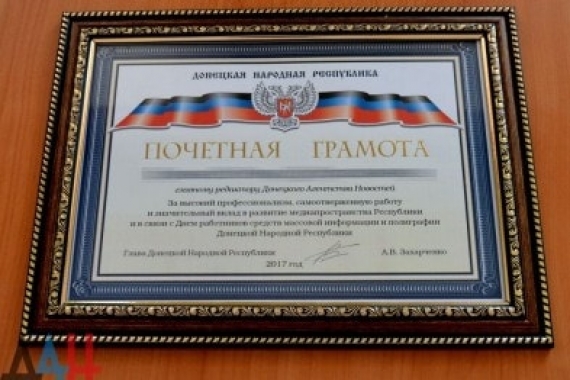 ДОНЕЦКАЯ НАРОДНАЯ РЕСПУБЛИКА
ПОЧЕТНАЯ ГРАМОТА
главному редактору Донецкого Агентства Новостей
За высокий профессионализм, самоотверженную работу
и значительный вклад в развитие медиапространства Республики
и в связи с Днем работников средств массовой информации и полиграфии
Донецкой Народной Республики
Глава Донецкой Народной Республики А.В. Захарченко
2017 год
ДАН